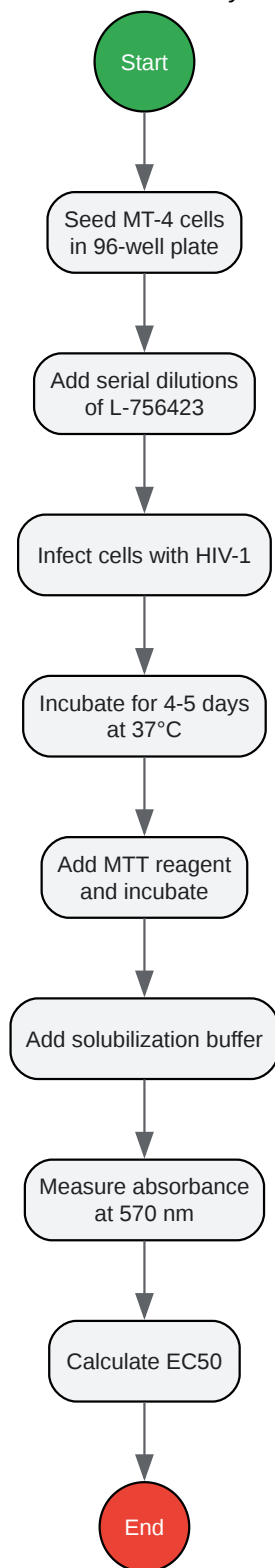 Start
Seed MT-4 cells
in 96-well plate
Add serial dilutions
of L-756423
Infect cells with HIV-1
Incubate for 4-5 days
at 37°C
Add MTT reagent
and incubate
Add solubilization buffer
Measure absorbance
at 570 nm
Calculate EC50
End